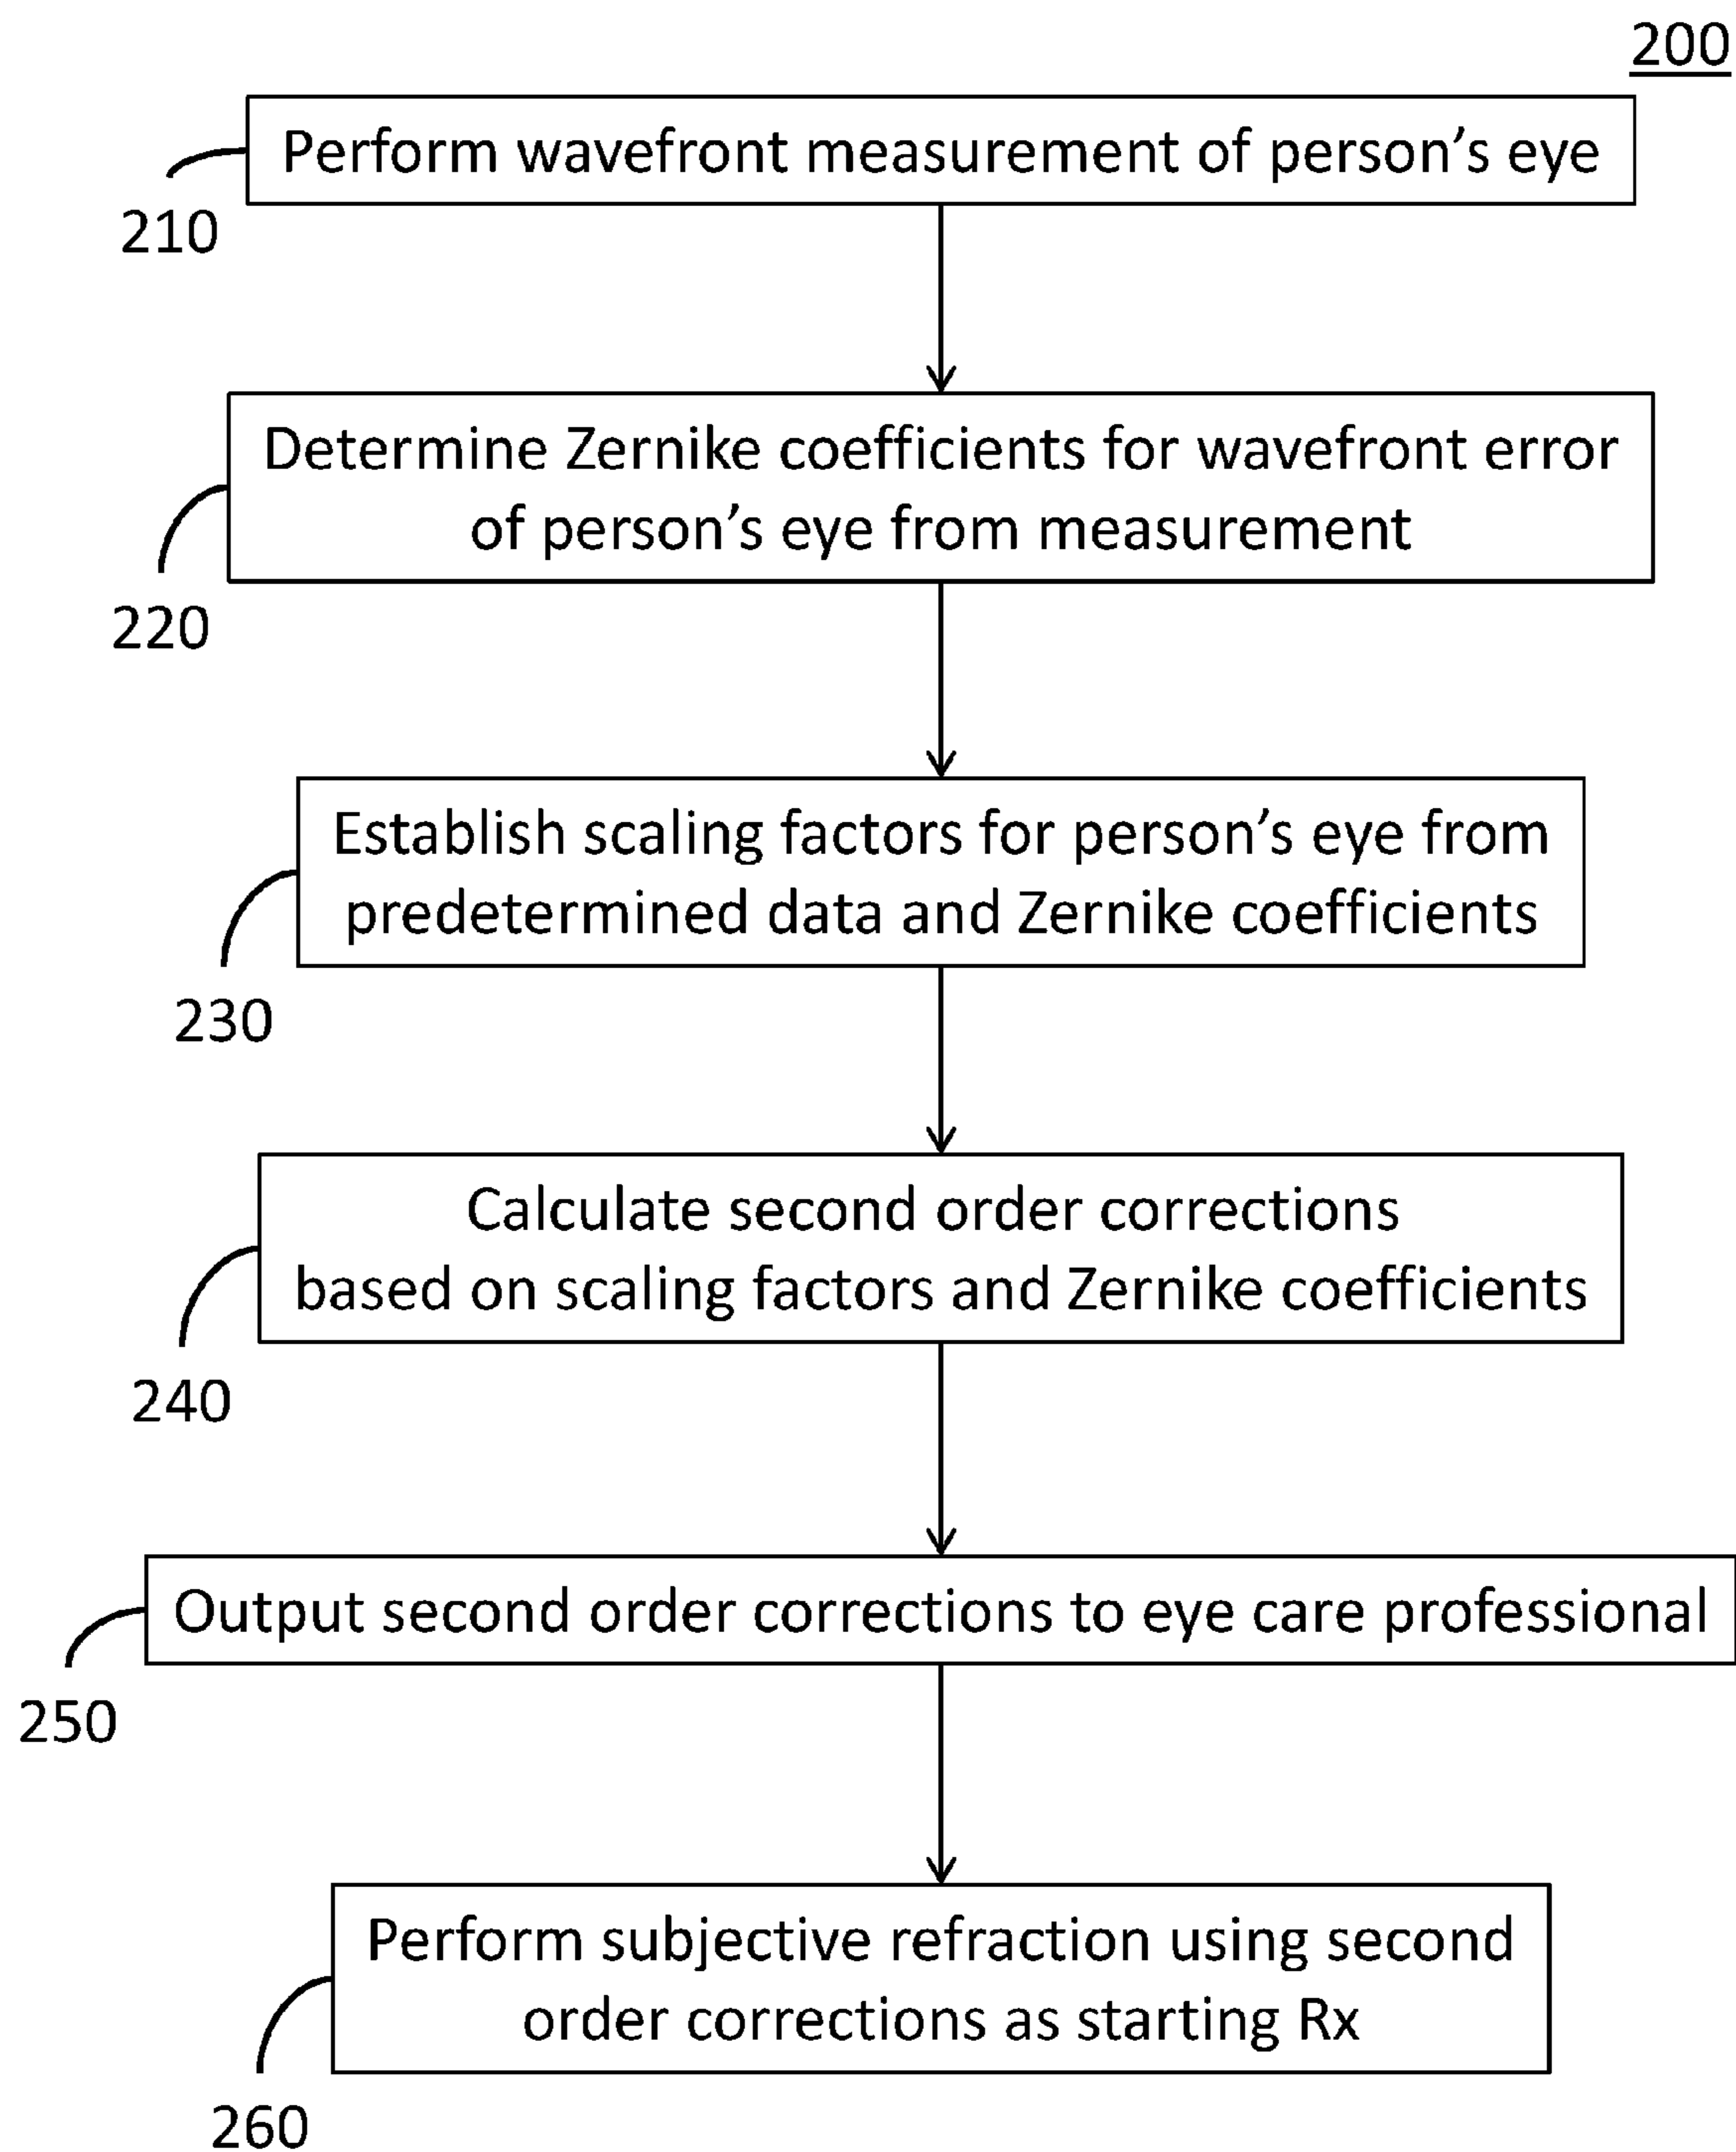 200
Perform wavefront measurement of person’s eye
210
Determine Zernike coefficients for wavefront error
of person’s eye from measurement
220
Establish scaling factors for person’s eye from
predetermined data and Zernike coefficients
230
Calculate second order corrections
based on scaling factors and Zernike coefficients
240
Output second order corrections to eye care professional
250
Perform subjective refraction using second
order corrections as starting Rx
260